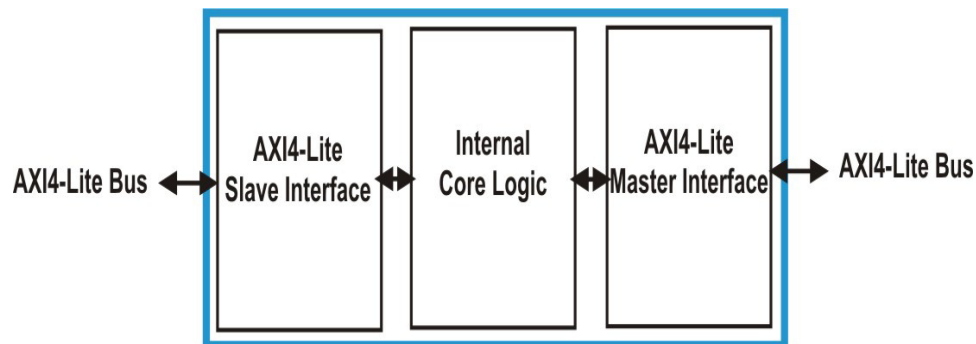 AXI4-Lite Bus
AXI4-Lite
Slave Interface
Internal
Core Logic
AXI4-Lite
Master Interface
AXI4-Lite Bus